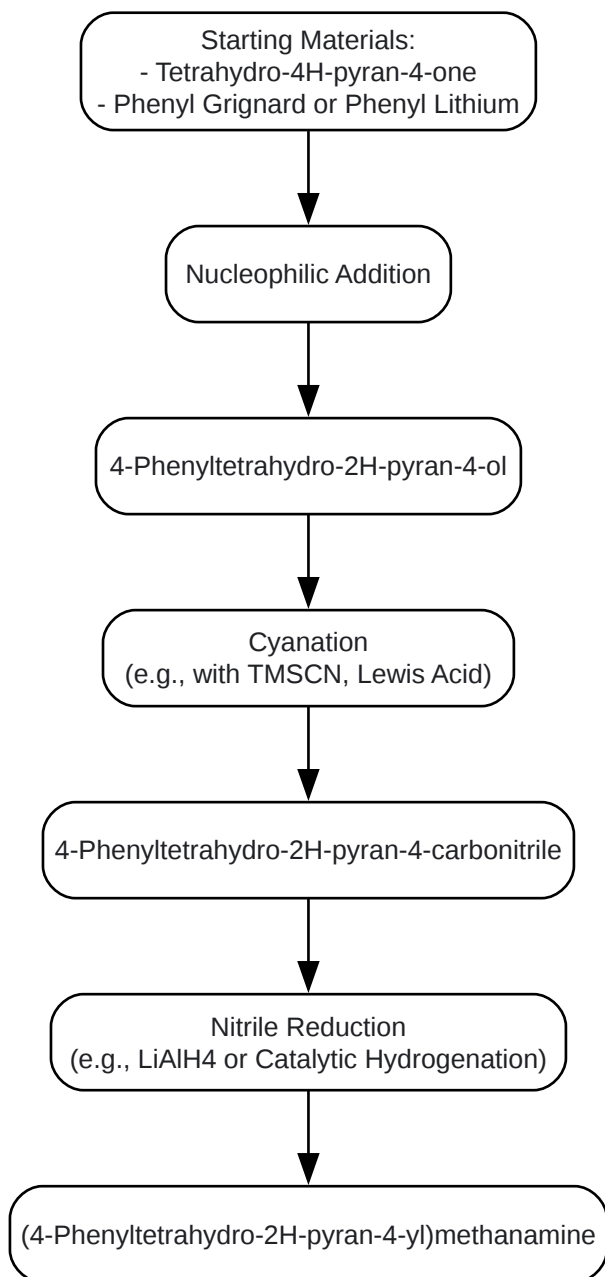 Starting Materials:
- Tetrahydro-4H-pyran-4-one
- Phenyl Grignard or Phenyl Lithium
Nucleophilic Addition
4-Phenyltetrahydro-2H-pyran-4-ol
Cyanation
(e.g., with TMSCN, Lewis Acid)
4-Phenyltetrahydro-2H-pyran-4-carbonitrile
Nitrile Reduction
(e.g., LiAlH4 or Catalytic Hydrogenation)
(4-Phenyltetrahydro-2H-pyran-4-yl)methanamine